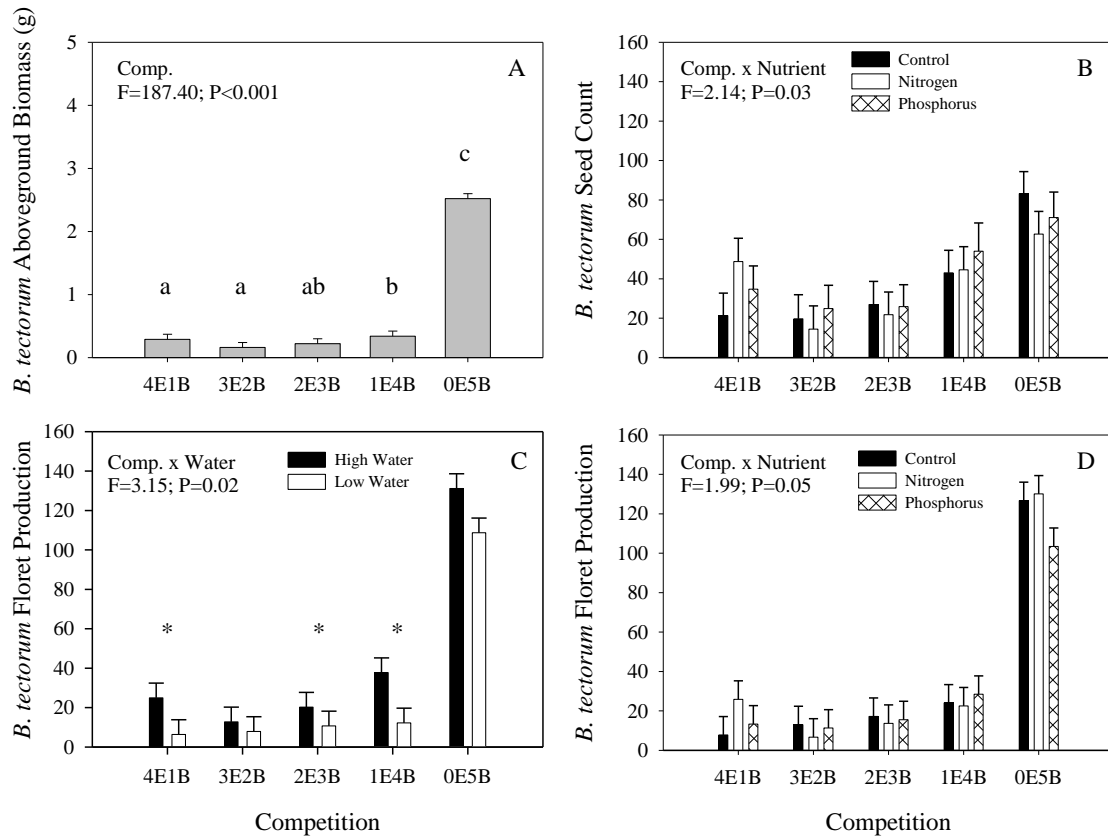 B. tectorum Aboveground Biomass (g)
5
4
3
2
1
0
Comp.
F=187.40; P<0.001
A
a
a
ab
b
c
4E1B 3E2B 2E3B 1E4B 0E5B
B. tectorum Seed Count
160
140
120
100
80
60
40
20
0
Comp. x Nutrient
F=2.14; P=0.03
Control
Nitrogen
Phosphorus
B
4E1B 3E2B 2E3B 1E4B 0E5B
B. tectorum Floret Production
160
140
120
100
80
60
40
20
0
Comp. x Water
F=3.15; P=0.02
High Water
Low Water
C
* * *
4E1B 3E2B 2E3B 1E4B 0E5B
Competition
B. tectorum Floret Production
160
140
120
100
80
60
40
20
0
Comp. x Nutrient
F=1.99; P=0.05
Control
Nitrogen
Phosphorus
D
4E1B 3E2B 2E3B 1E4B 0E5B
Competition